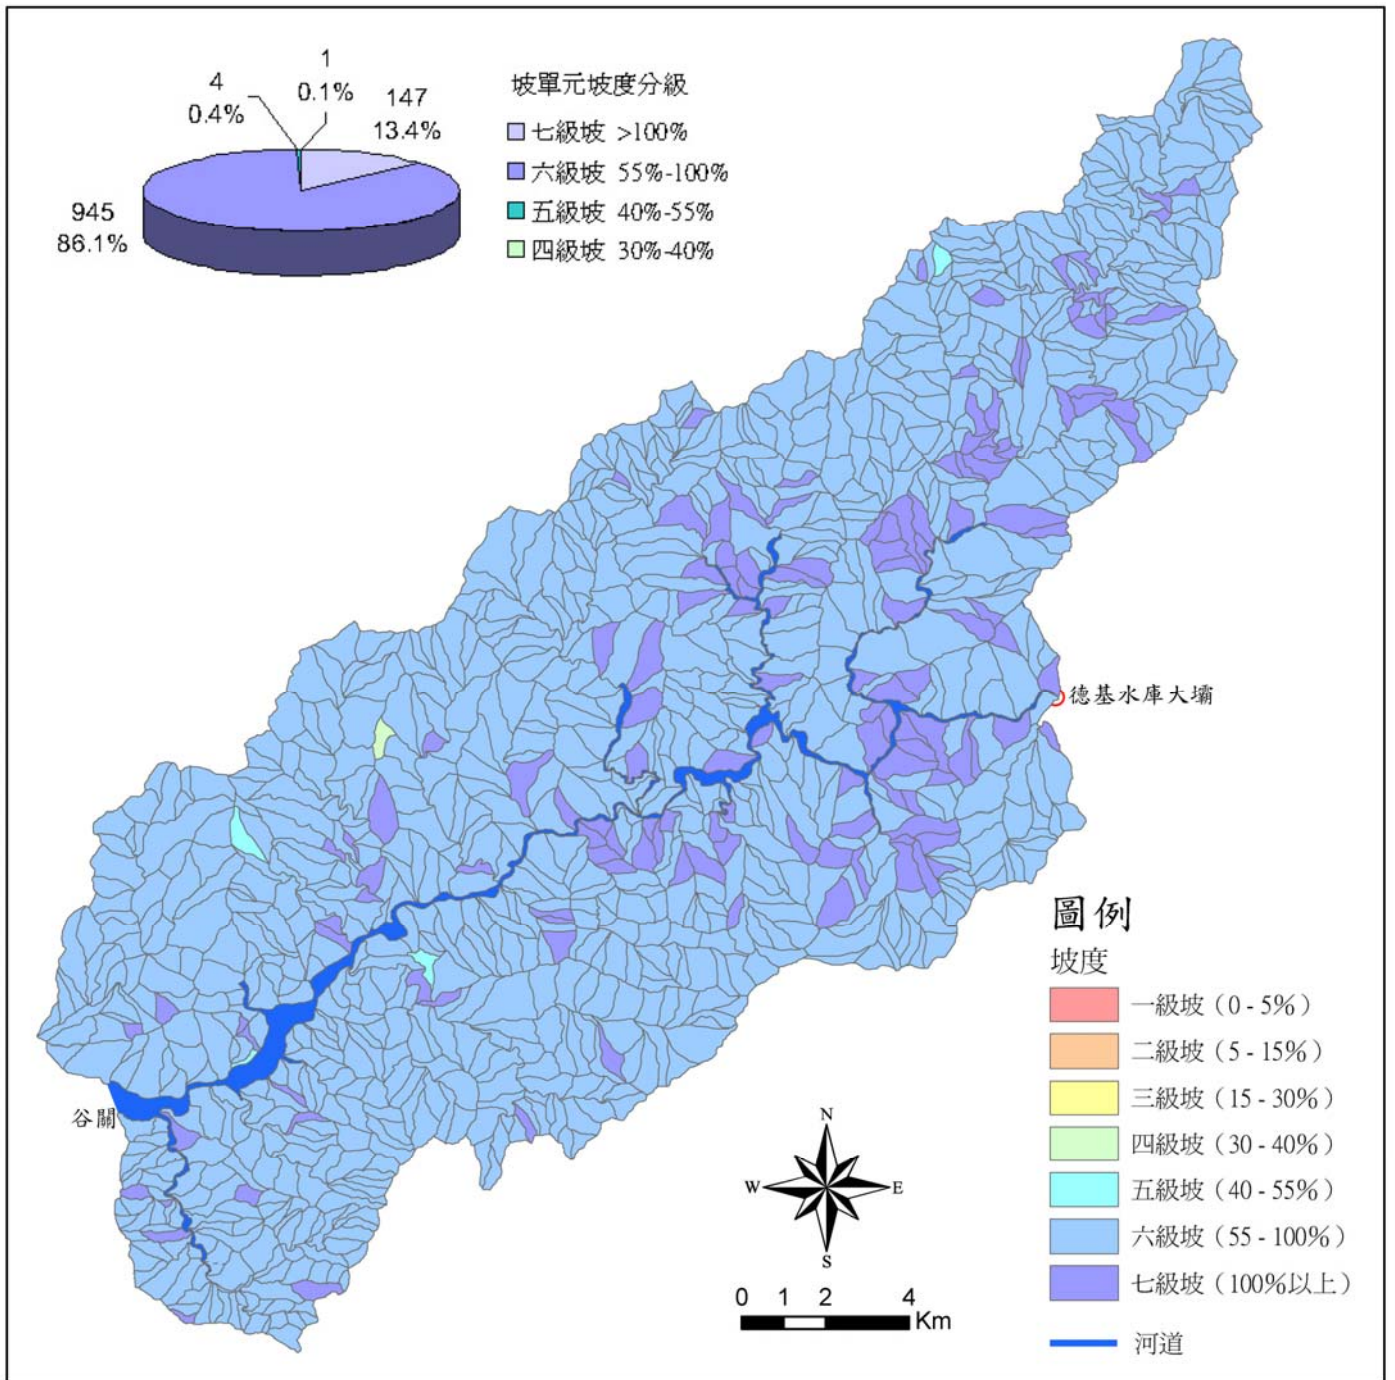 1
0.1%
4
0.4%
147
13.4%
945
86.1%
坡單元坡度分級
七級坡 >100%
六級坡 55%-100%
五級坡 40%-55%
四級坡 30%-40%
德基水庫大壩
谷關
圖例
坡度
一級坡（0 - 5%）
二級坡（5 - 15%）
三級坡（15 - 30%）
四級坡（30 - 40%）
五級坡（40 - 55%）
六級坡（55 - 100%）
七級坡（100%以上）
河道
N
W E
S
0 1 2 4
Km